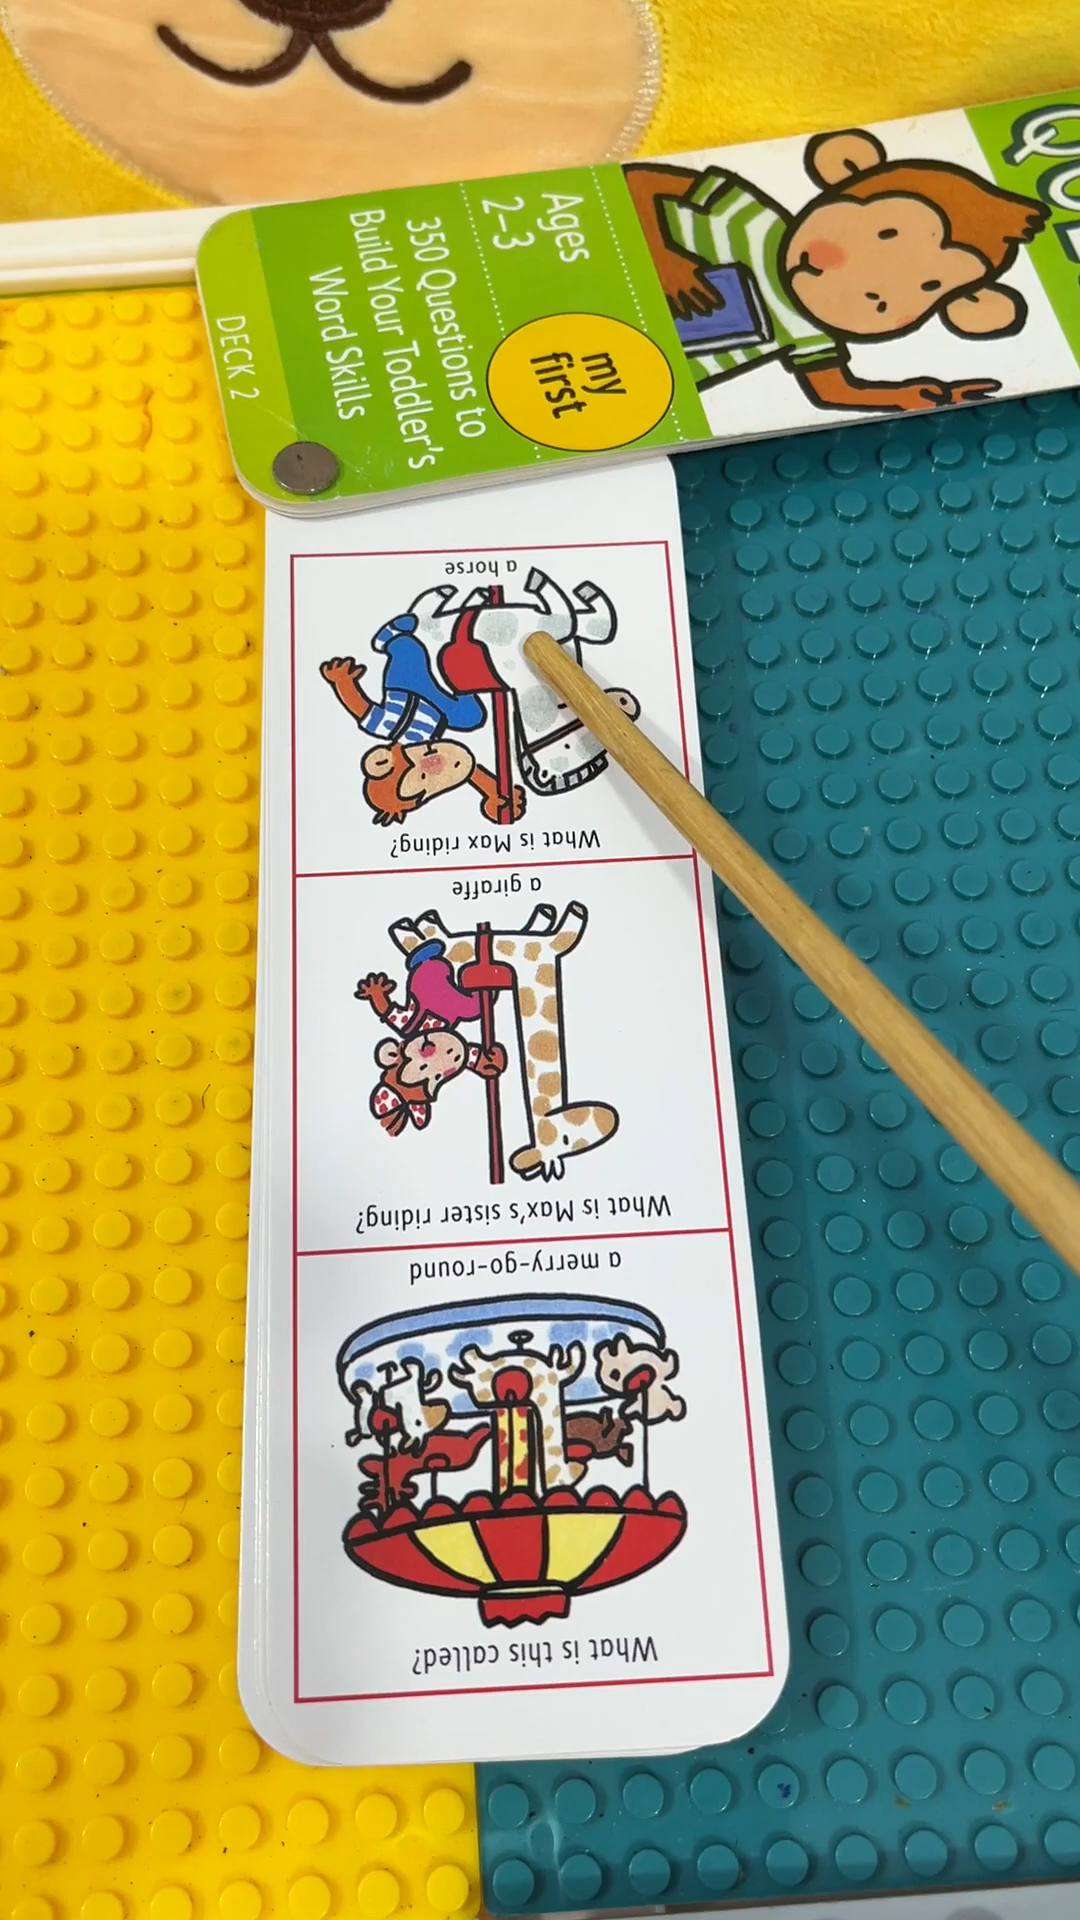 Ages
2-3
350 Questions to
Build Your Toddler's
Word Skills
DECK 2
my
first
What is this called?
a merry-go-round
What is Max's sister riding?
a giraffe
What is Max riding?
a horse